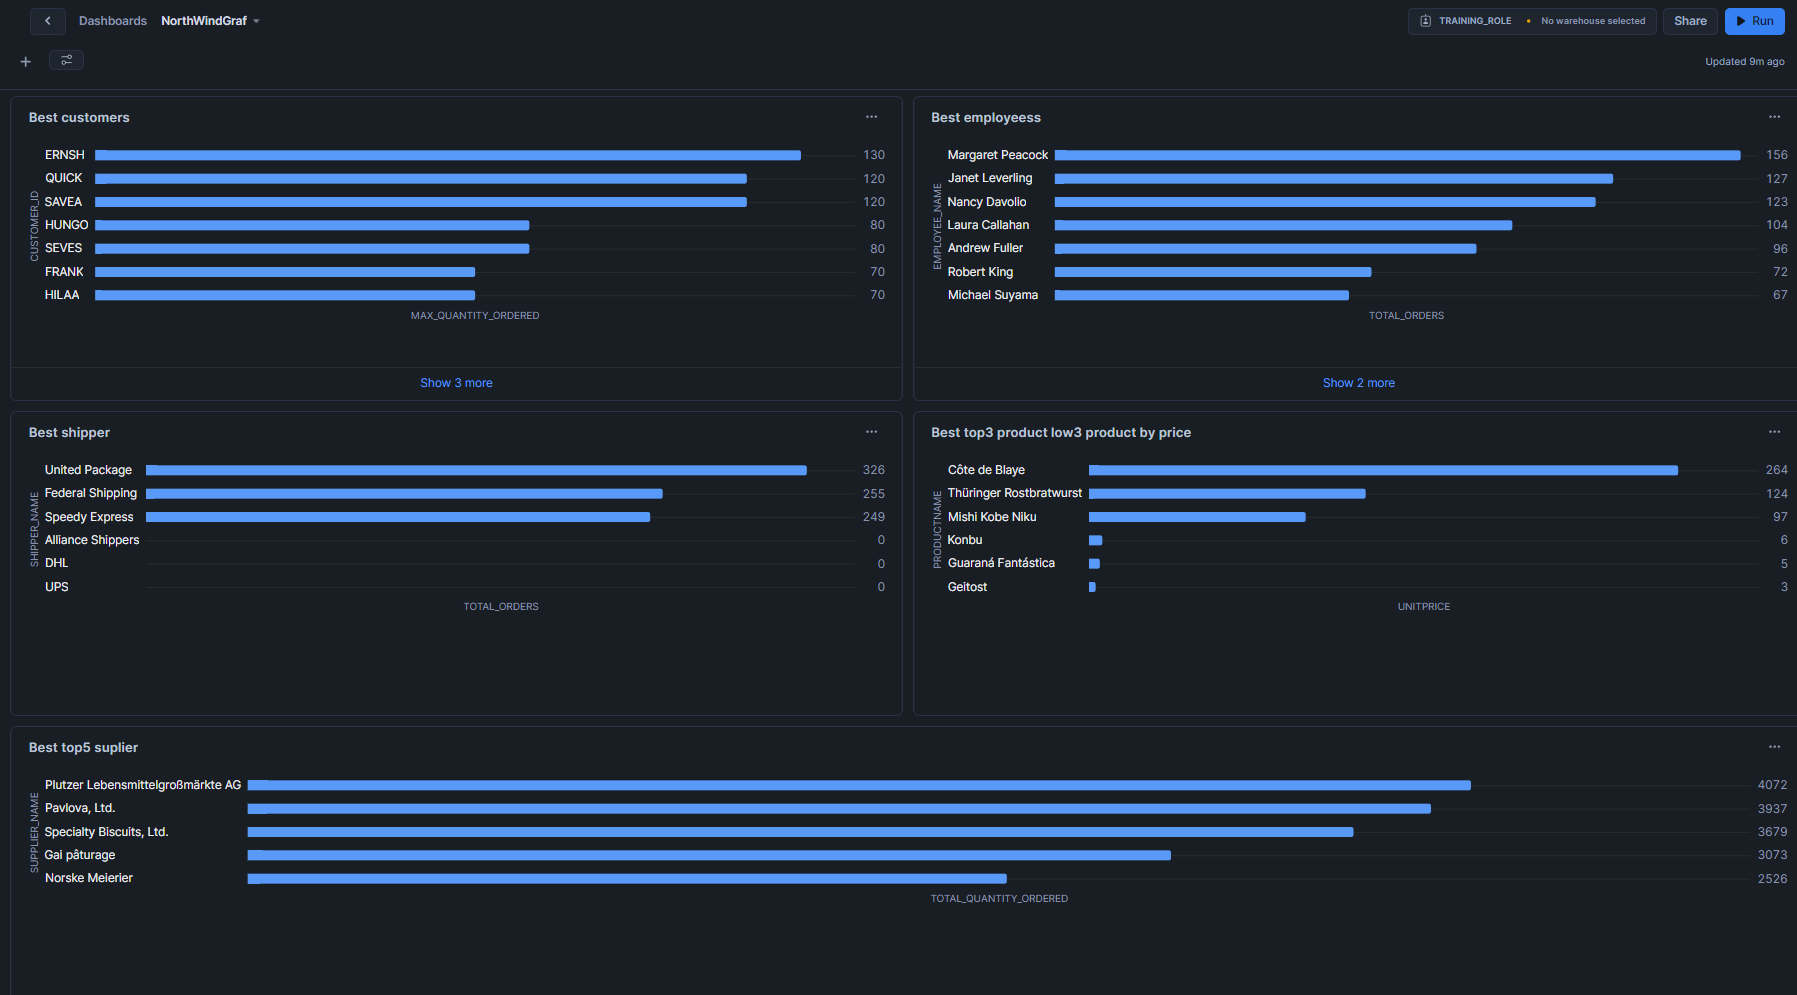 Dashboards NorthWindGraf
TRAINING_ROLE • No warehouse selected
Share
Run
Updated 9m ago
Best customers
CUSTOMER_ID
ERNSH 130
QUICK 120
SAVEA 120
HUNGO 80
SEVES 80
FRANK 70
HILAA 70
MAX_QUANTITY_ORDERED
Show 3 more
Best employeess
EMPLOYEE_NAME
Margaret Peacock 156
Janet Leverling 127
Nancy Davolio 123
Laura Callahan 104
Andrew Fuller 96
Robert King 72
Michael Suyama 67
TOTAL_ORDERS
Show 2 more
Best shipper
SHIPPER_NAME
United Package 326
Federal Shipping 255
Speedy Express 249
Alliance Shippers 0
DHL 0
UPS 0
TOTAL_ORDERS
Best top3 product low3 product by price
PRODUCTNAME
Côte de Blaye 264
Thüringer Rostbratwurst 124
Mishi Kobe Niku 97
Konbu 6
Guaraná Fantástica 5
Geitost 3
UNITPRICE
Best top5 suplier
SUPPLIER_NAME
Plutzer Lebensmittelgroßmärkte AG 4072
Pavlova, Ltd. 3937
Specialty Biscuits, Ltd. 3679
Gai pâturage 3073
Norske Meierier 2526
TOTAL_QUANTITY_ORDERED